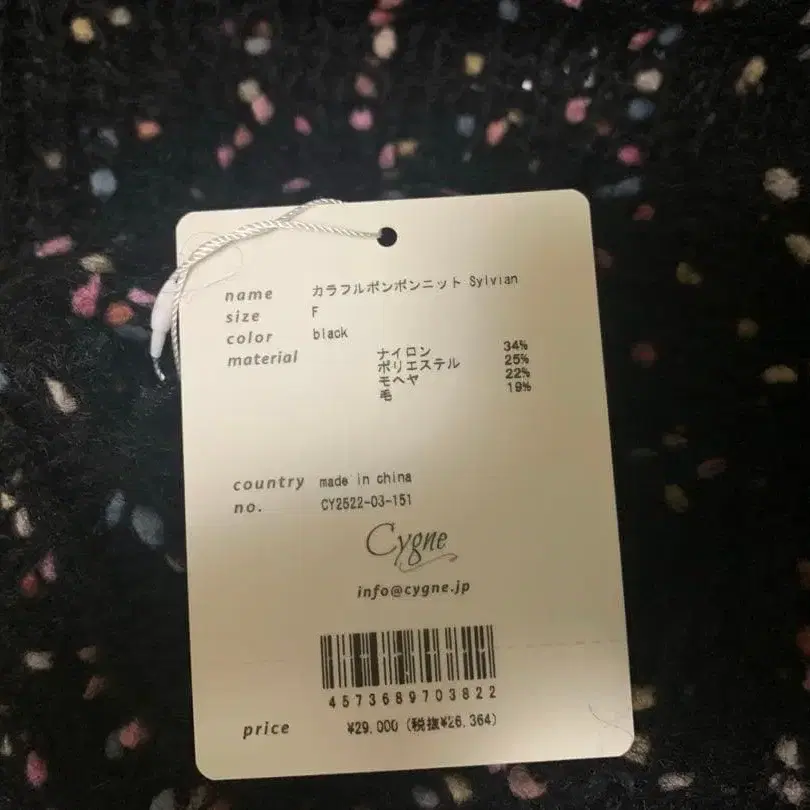 name カラフルポンポンニット Sylvian
size F
color black
material ナイロン 34%
ポリエステル 25%
モヘヤ 22%
毛 19%
country made in china
no. CY2522-03-151
Cygne
info@cygne.jp
4573689703822
price ¥29,000 (税抜¥26,364)